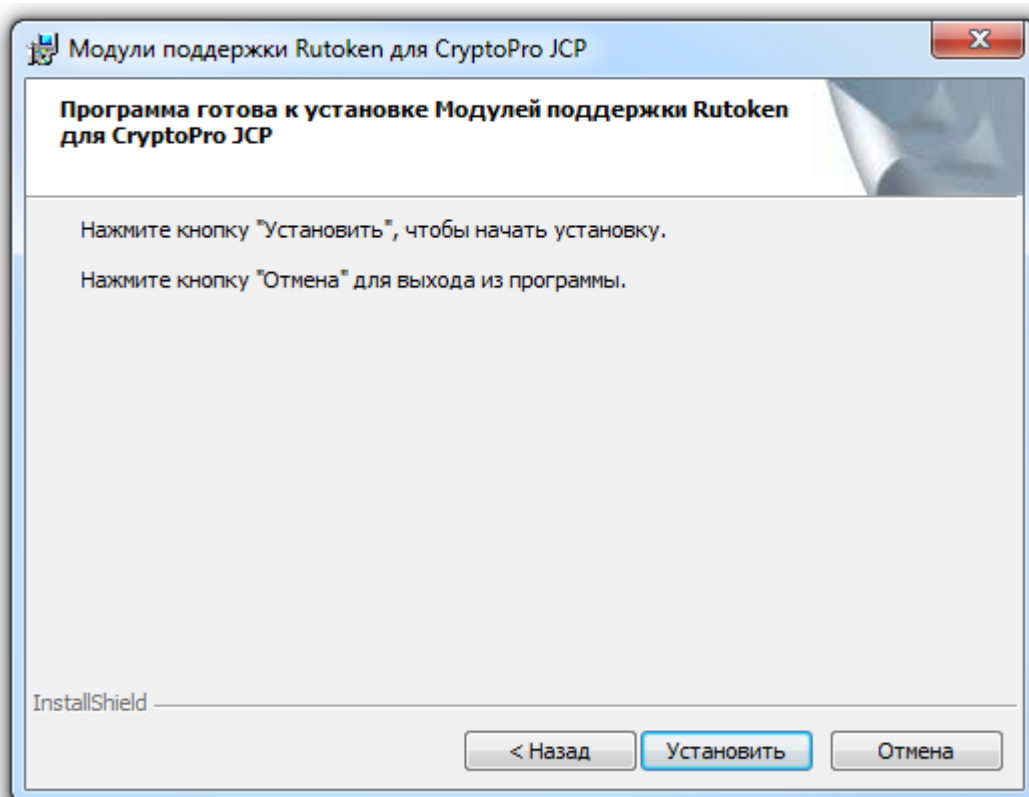 Модули поддержки Rutoken для CryptoPro JCP
Программа готова к установке Модулей поддержки Rutoken
для CryptoPro JCP
Нажмите кнопку "Установить", чтобы начать установку.
Нажмите кнопку "Отмена" для выхода из программы.
InstallShield
< Назад
Установить
Отмена